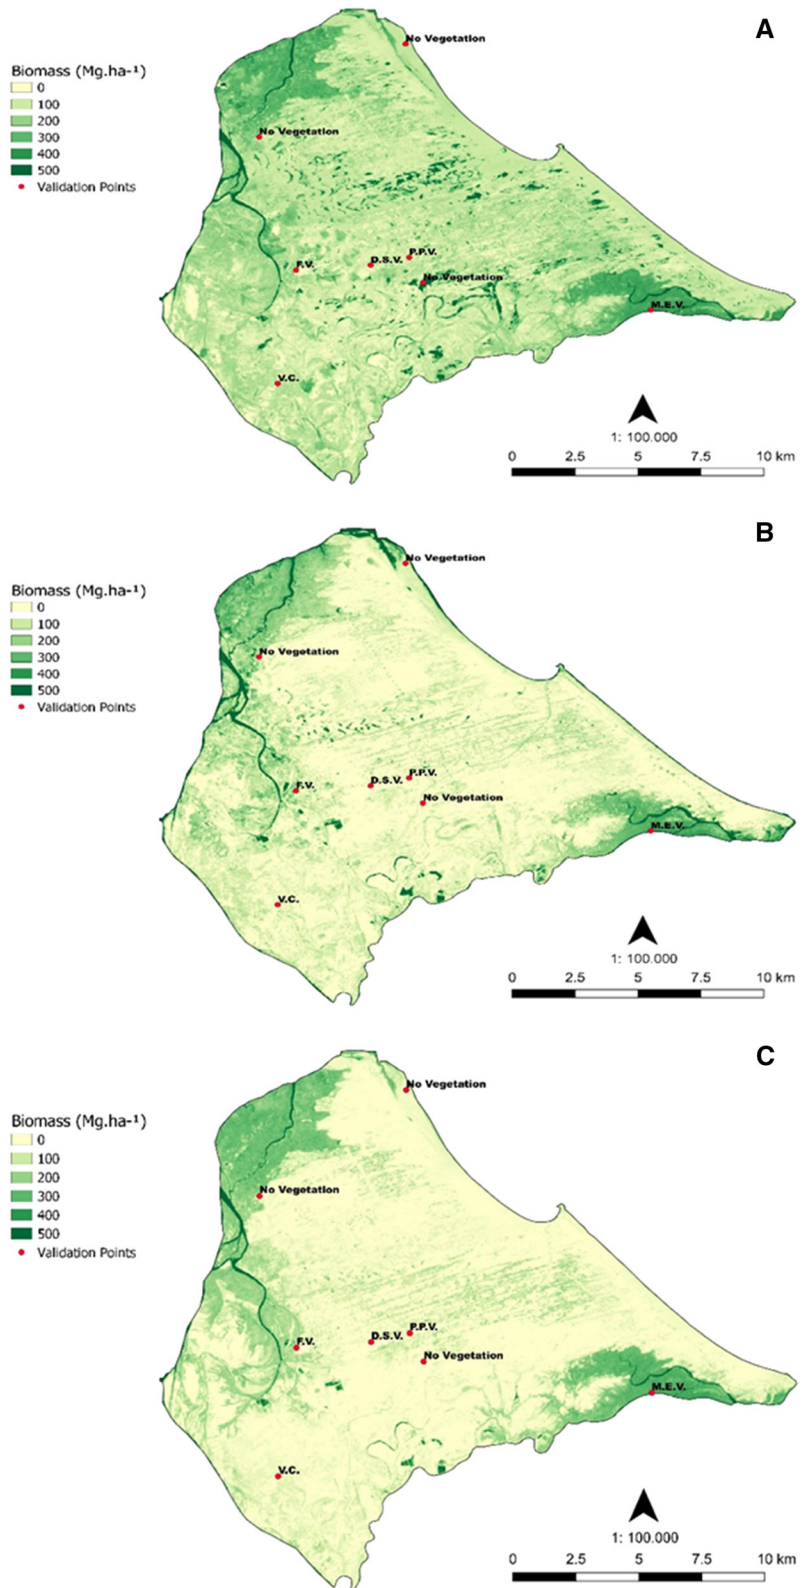 A
No Vegetation
Biomass (Mg.ha-¹)
0
100
200
300
400
500
Validation Points
No Vegetation
F.V.
D.S.V.
P.P.V.
No Vegetation
M.E.V.
V.C.
1: 100.000
0 2.5 5 7.5 10 km
B
No Vegetation
Biomass (Mg.ha-¹)
0
100
200
300
400
500
Validation Points
No Vegetation
F.V.
D.S.V.
P.P.V.
No Vegetation
M.E.V.
V.C.
1: 100.000
0 2.5 5 7.5 10 km
C
No Vegetation
Biomass (Mg.ha-¹)
0
100
200
300
400
500
Validation Points
No Vegetation
F.V.
D.S.V.
P.P.V.
No Vegetation
M.E.V.
V.C.
1: 100.000
0 2.5 5 7.5 10 km